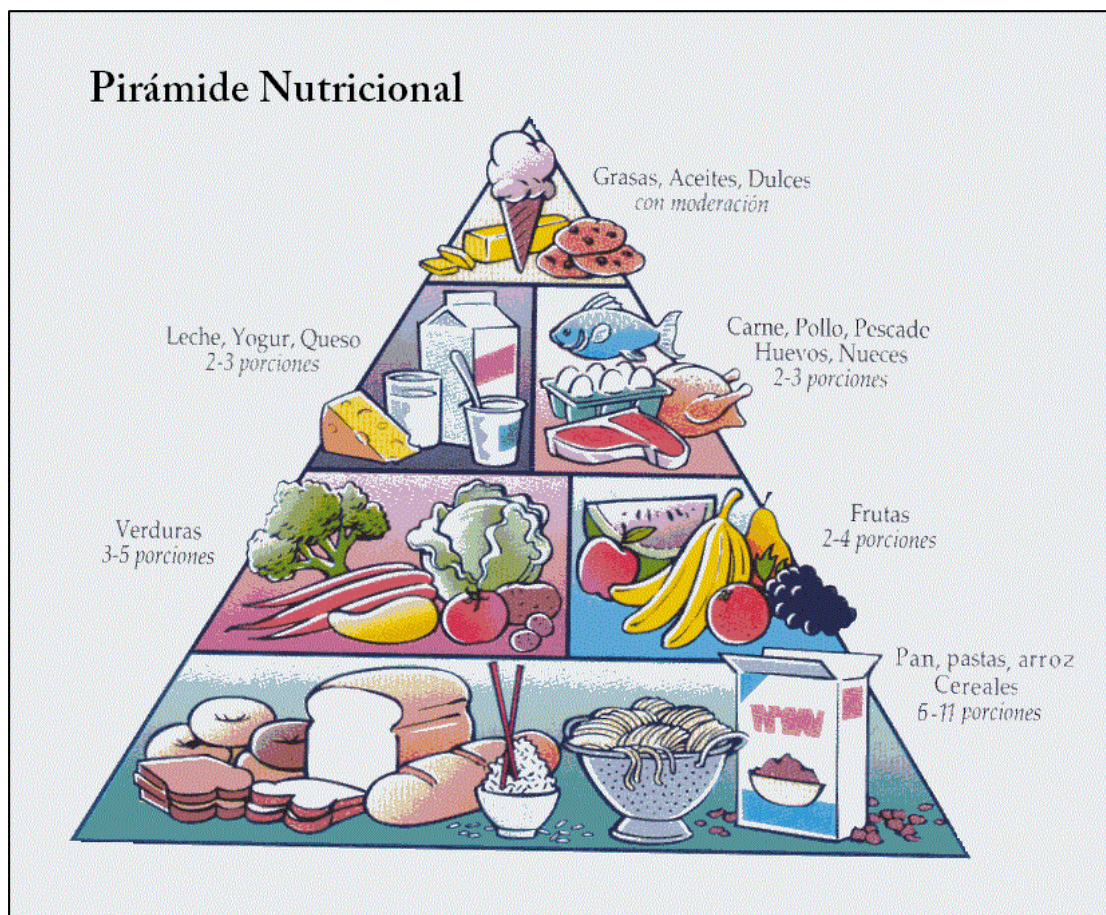 Pirámide Nutricional
Grasas, Aceites, Dulces
con moderación
Leche, Yogur, Queso
2-3 porciones
Carne, Pollo, Pescado
Huevos, Nueces
2-3 porciones
Verduras
3-5 porciones
Frutas
2-4 porciones
Pan, pastas, arroz
Cereales
6-11 porciones